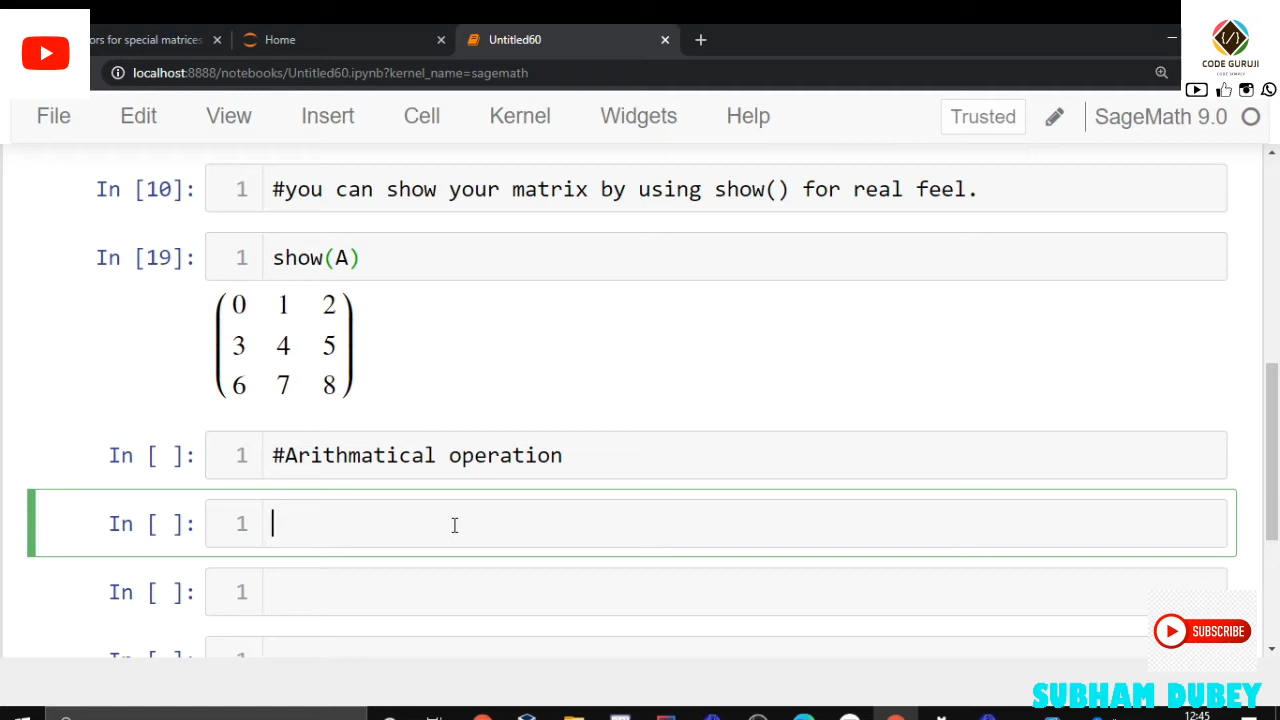 ors for special matrices
Home
Untitled60
localhost:8888/notebooks/Untitled60.ipynb?kernel_name=sagemath
CODE GURUJI
File Edit View Insert Cell Kernel Widgets Help Trusted SageMath 9.0
In [10]: 1 #you can show your matrix by using show() for real feel.
In [19]: 1 show(A)
0 1 2
3 4 5
6 7 8
In [ ]: 1 #Arithmatical operation
In [ ]: 1
In [ ]: 1
SUBSCRIBE
SUBHAM DUBEY
12:45